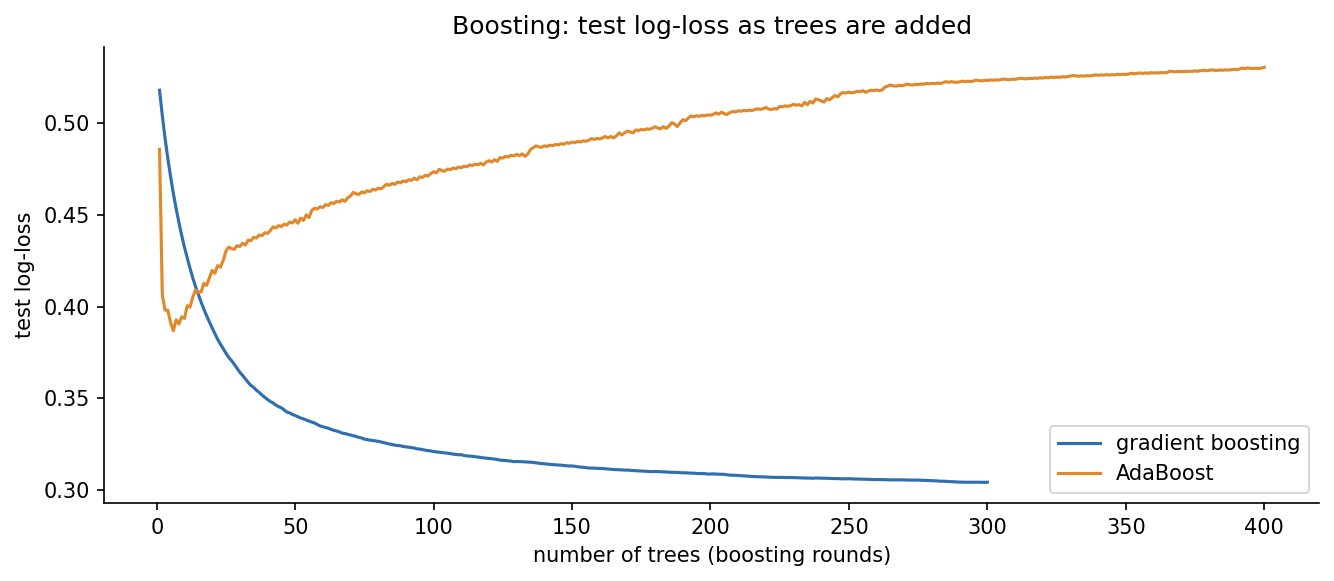 Boosting: test log-loss as trees are added
test log-loss
0.50
0.45
0.40
0.35
0.30
0 50 100 150 200 250 300 350 400
number of trees (boosting rounds)
gradient boosting
AdaBoost